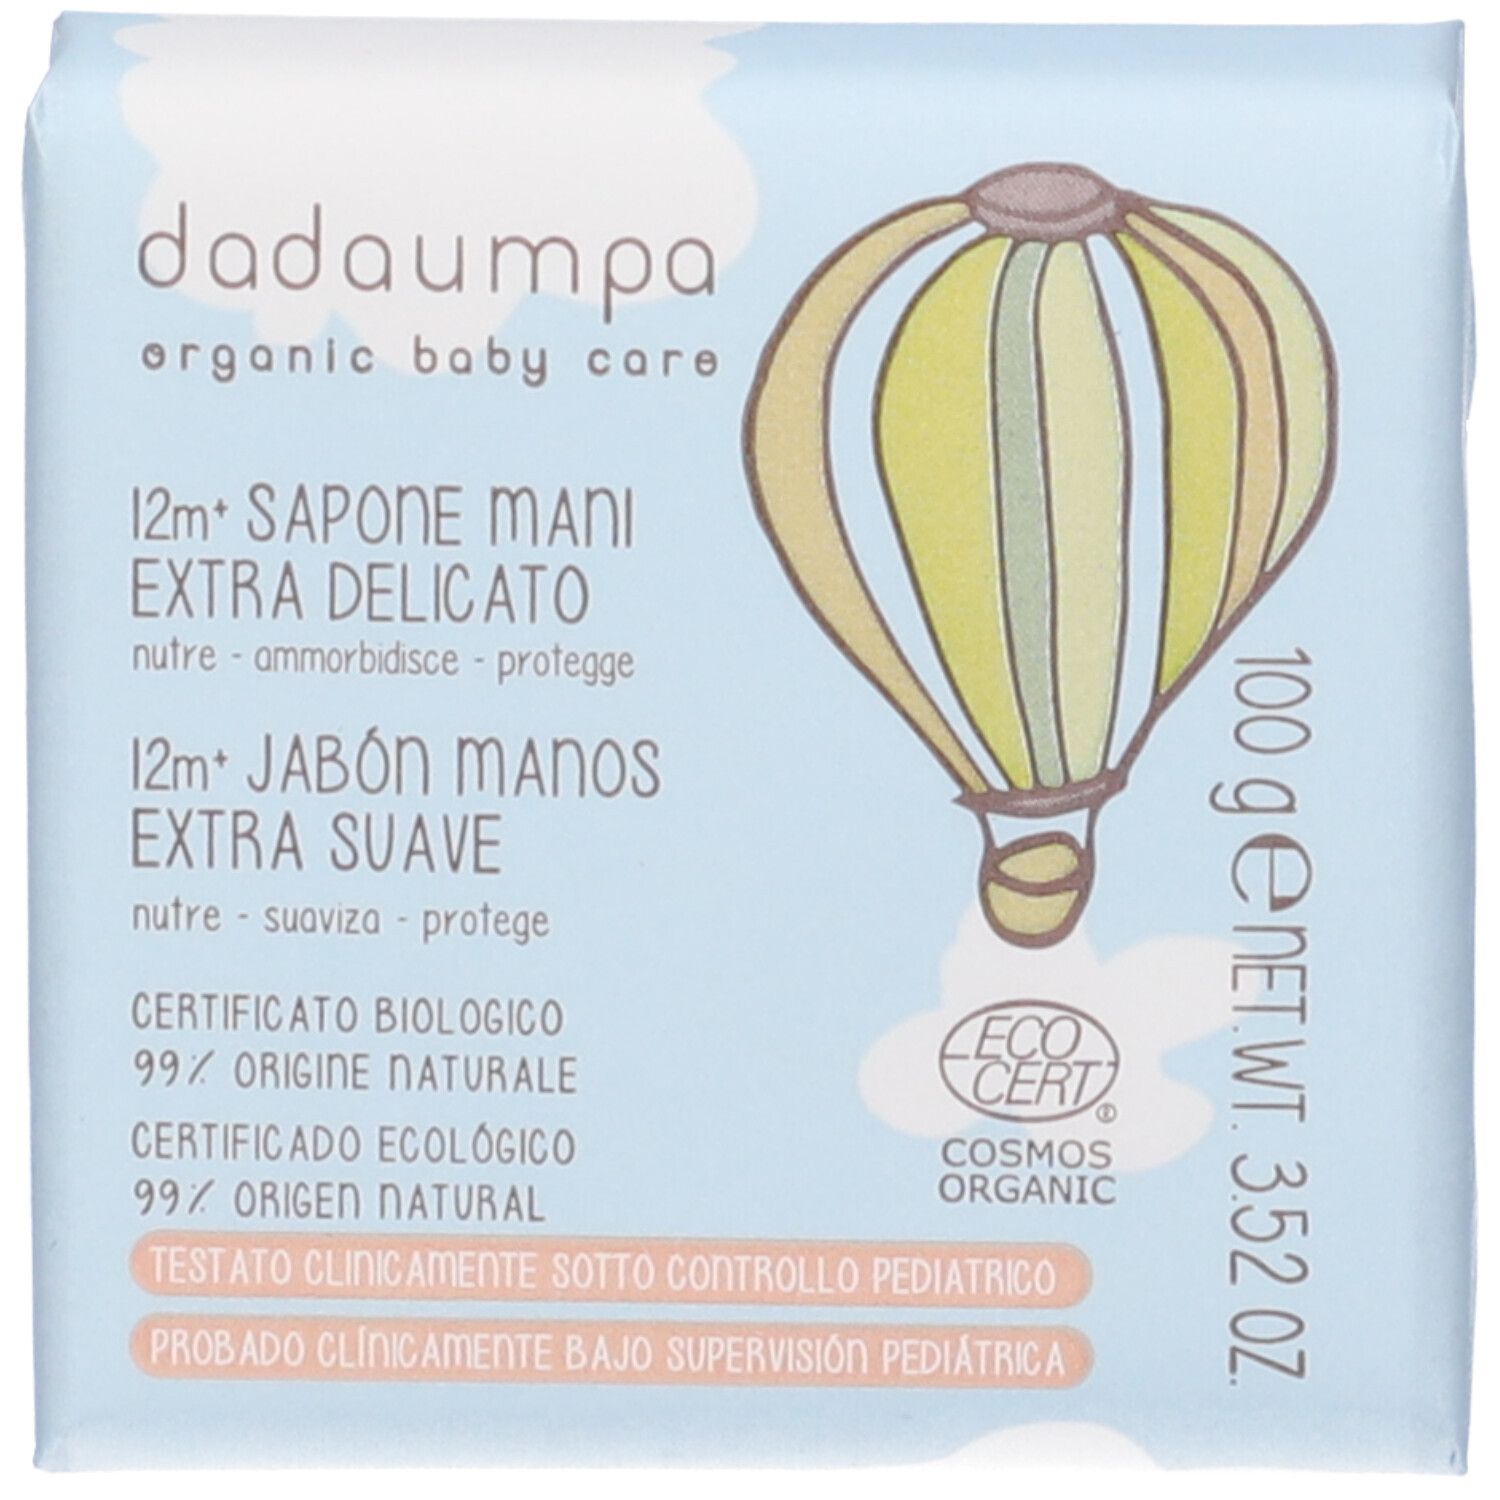 dadaumpa
organic baby care
12m+ SAPONE MANI
EXTRA DELICATO
nutre - ammorbidisce - protegge
12m+ JABÓN MANOS
EXTRA SUAVE
nutre - suaviza - protege
CERTIFICATO BIOLOGICO
99% ORIGINE NATURALE
CERTIFICADO ECOLÓGICO
99% ORIGEN NATURAL
TESTATO CLINICAMENTE SOTTO CONTROLLO PEDIATRICO
PROBADO CLÍNICAMENTE BAJO SUPERVISIÓN PEDIÁTRICA
ECO
CERT®
COSMOS
ORGANIC
100 g ℮ NET.WT. 3.52 OZ.